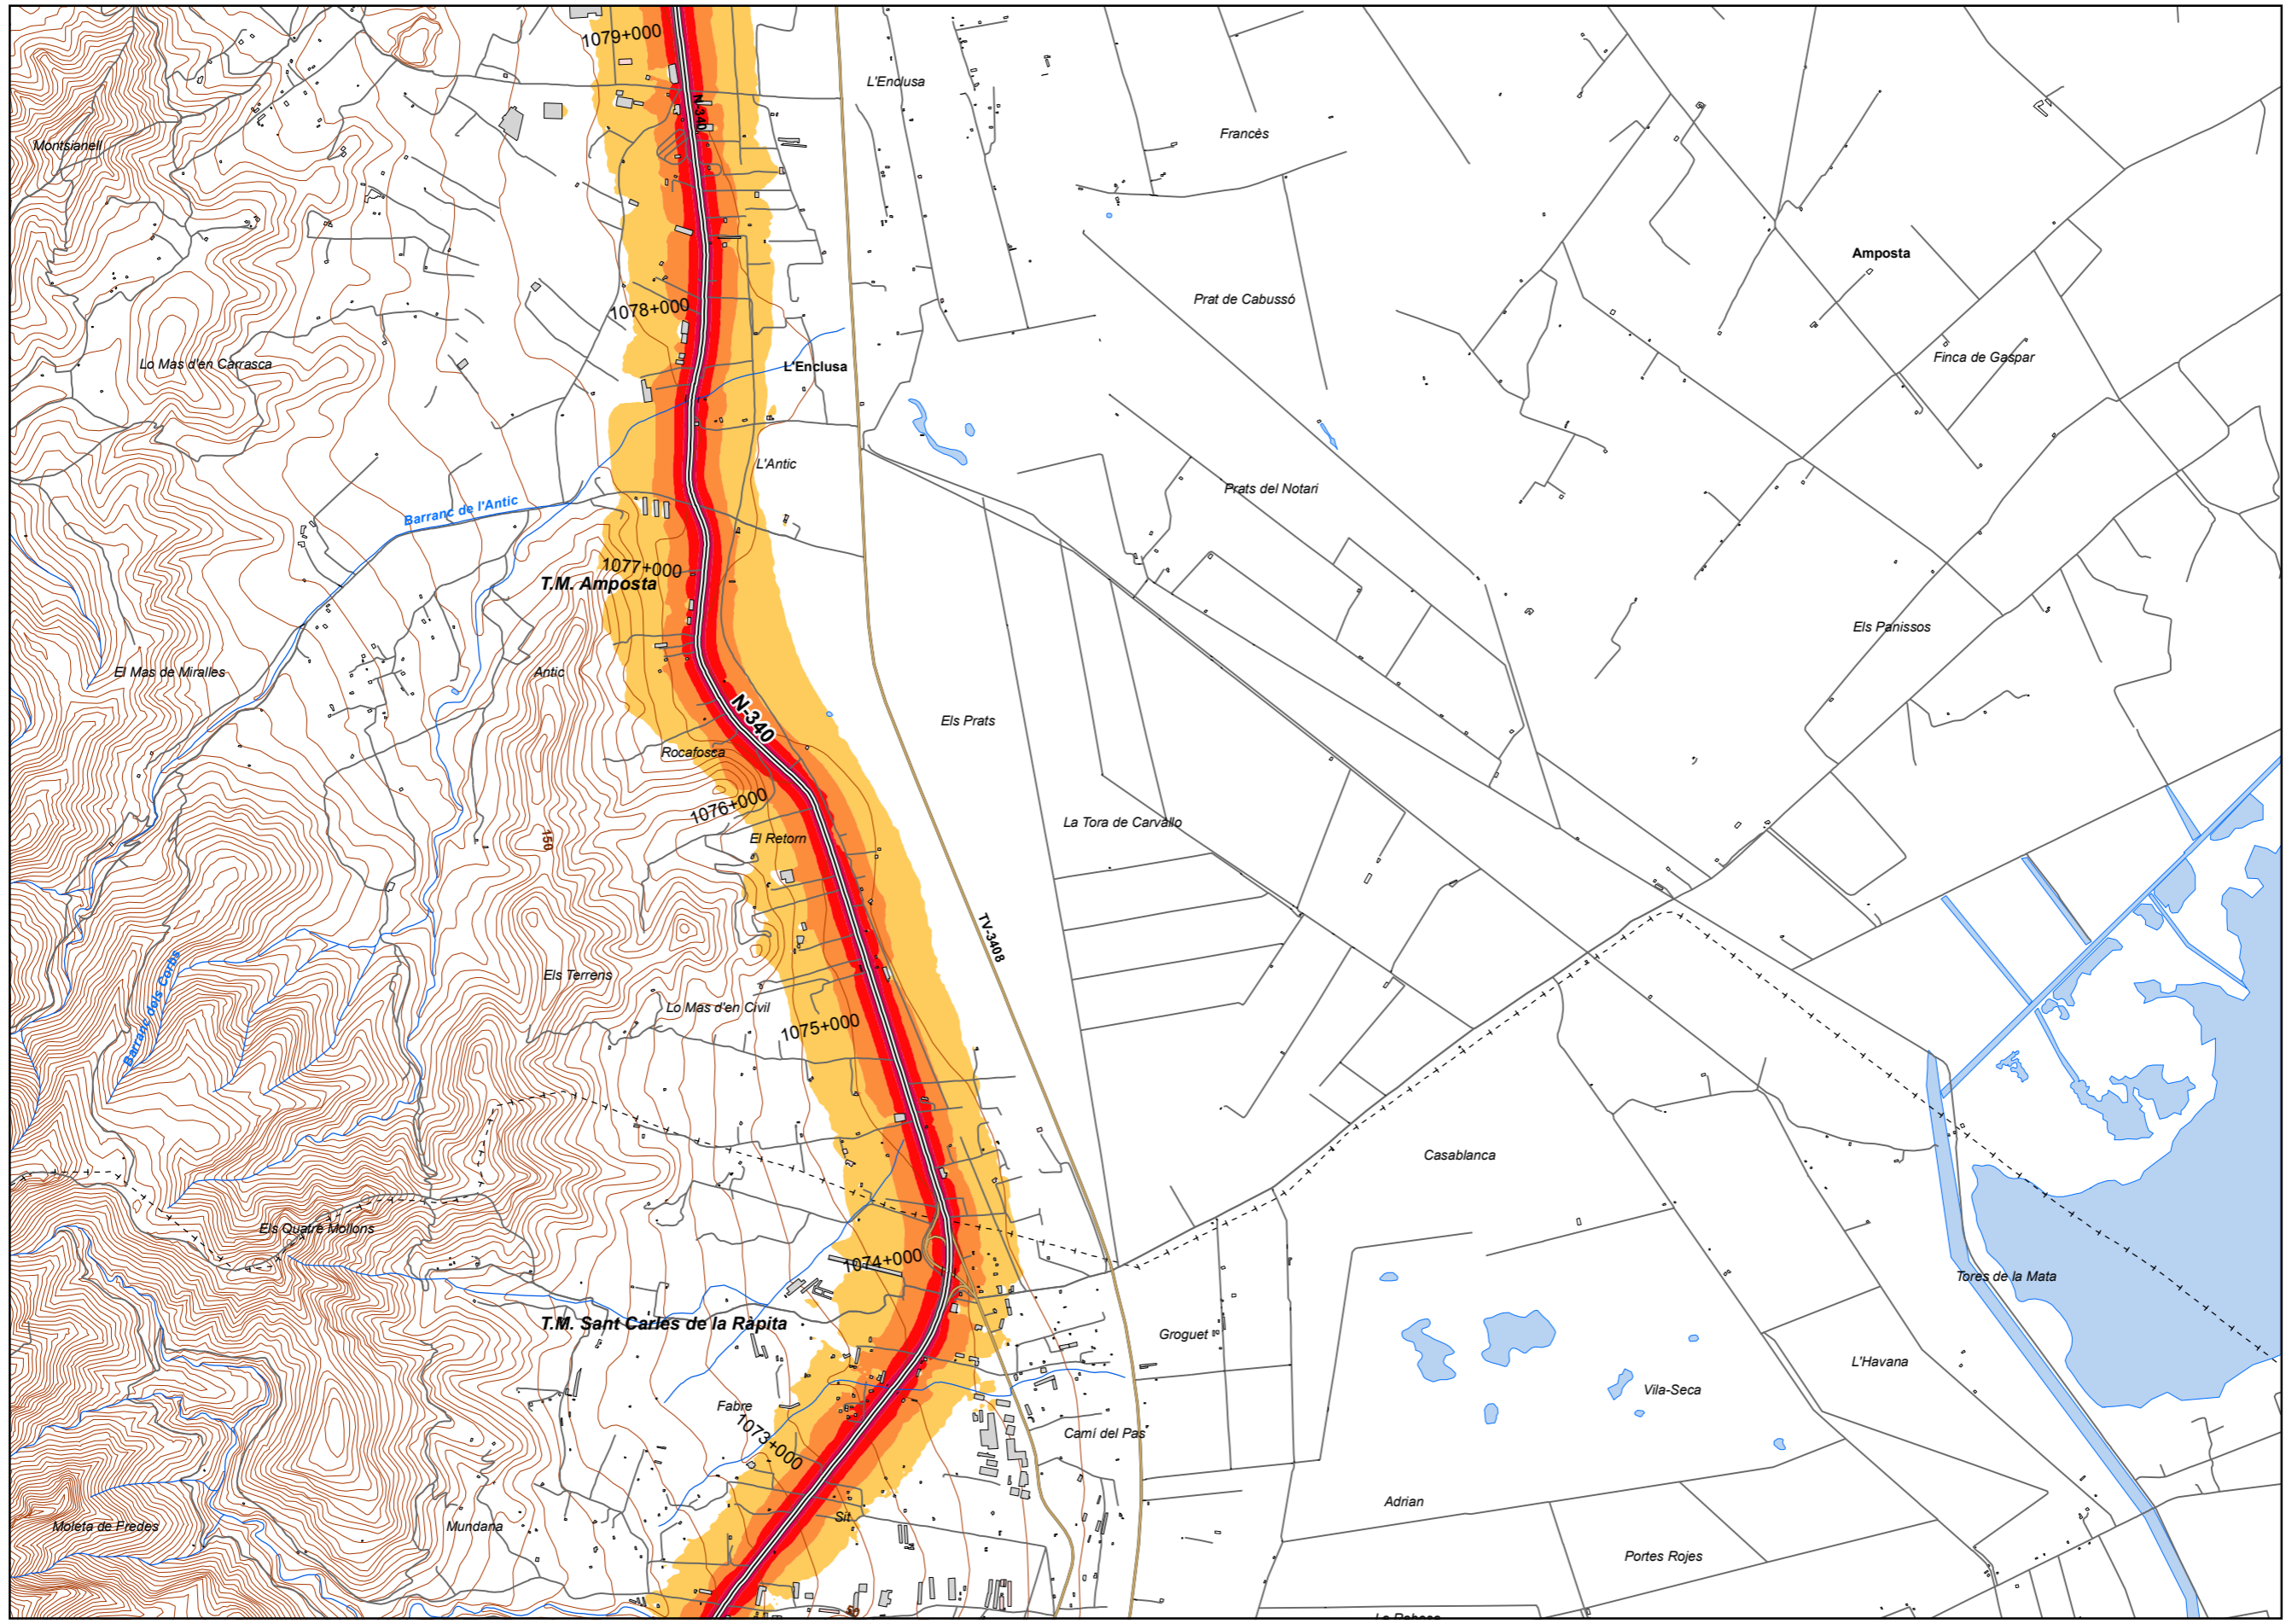 1079+000
L'Enclusa
N-340
Francès
Montsianell
Amposta
Prat de Cabussó
1078+000
Finca de Gaspar
Lo Mas d'en Carrasca
L'Enclusa
L'Antic
Prats del Notari
Barranc de l'Antic
1077+000
T.M. Amposta
Els Panissos
El Mas de Miralles
Antic
N-340
Els Prats
Rocafosca
1076+000
La Tora de Carvallo
150
El Retorn
TV-3408
Els Terrens
Barranc dels Corbs
Lo Mas d'en Civil
1075+000
Casablanca
Els Quatre Mollons
1074+000
Tores de la Mata
T.M. Sant Carles de la Ràpita
Groguet
L'Havana
Vila-Seca
Fabre
1073+000
Camí del Pas
Adrian
Sit
Moleta de Fredes
Mundana
Portes Rojes
50